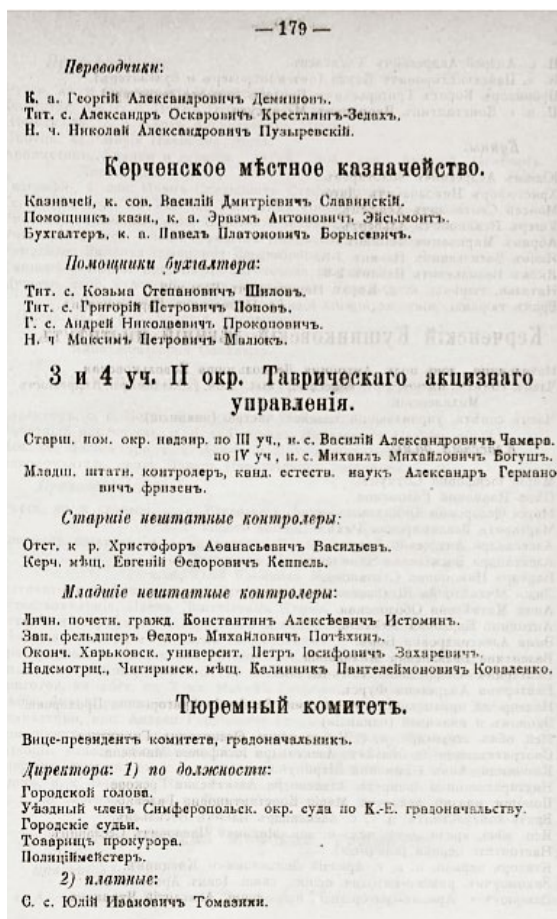 — 179 —
Переводчики:
К. а. Георгій Александровичъ Деминовъ.
Тит. с. Александръ Оскаровичъ Крестлингъ-Зелахъ.
Н. ч. Николай Александровичъ Пузыревскій.
Керченское мѣстное казначейство.
Казначей, к. сов. Василій Дмитріевичъ Славинскій.
Помощникъ казн., к. а. Эразмъ Антоновичъ Эйсымонтъ.
Бухгалтеръ, к. а. Павелъ Платоновичъ Борысевичъ.
Помощники бухгалтера:
Тит. с. Козьма Степановичъ Шиловъ.
Тит. с. Григорій Петровичъ Поповъ.
Г. с. Андрей Николаевичъ Прокоповичъ.
Н. ч Максимъ Петровичъ Малюкъ.
3 и 4 уч. II окр. Таврическаго акцизнаго
управленія.
Старш. пом. окр. надзир. по III уч., н. с. Василій Александровичъ Чамера.
по IV уч , н. с. Михаилъ Михайловичъ Богушъ.
Младш. штатн. контролеръ, канд. естеств. наукъ Александръ Германо
вичъ фризенъ.
Старшіе нештатные контролеры:
Отст. к р. Христофоръ Аѳанасьевичъ Васильевъ.
Керч. мѣщ. Евгеній Ѳедоровичъ Кеппель.
Младшіе нештатные контролеры:
Личн. почетн. гражд. Константинъ Алексѣевичъ Истоминъ.
Зап. фельдшеръ Ѳедоръ Михайловичъ Потѣхинъ.
Оконч. Харьковск. университ. Петръ Іосифовичъ Захаревичъ.
Надсмотрщ., Чигиринск. мѣщ. Калинникъ Пантелеймоновичъ Коваленко.
Тюремный комитетъ.
Вице-президентъ комитета, градоначальникъ.
Директора: 1) по должности:
Городской голова.
Уѣздный членъ Симферопольск. окр. суда по К.-Е. градоначальству.
Городскіе судьи.
Товарищъ прокурора.
Полиціймейстеръ.
2) платные:
С. с. Юлій Ивановичъ Томазини.